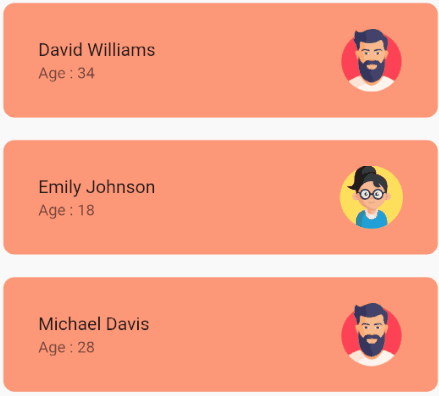 David Williams
Age : 34
Emily Johnson
Age : 18
Michael Davis
Age : 28